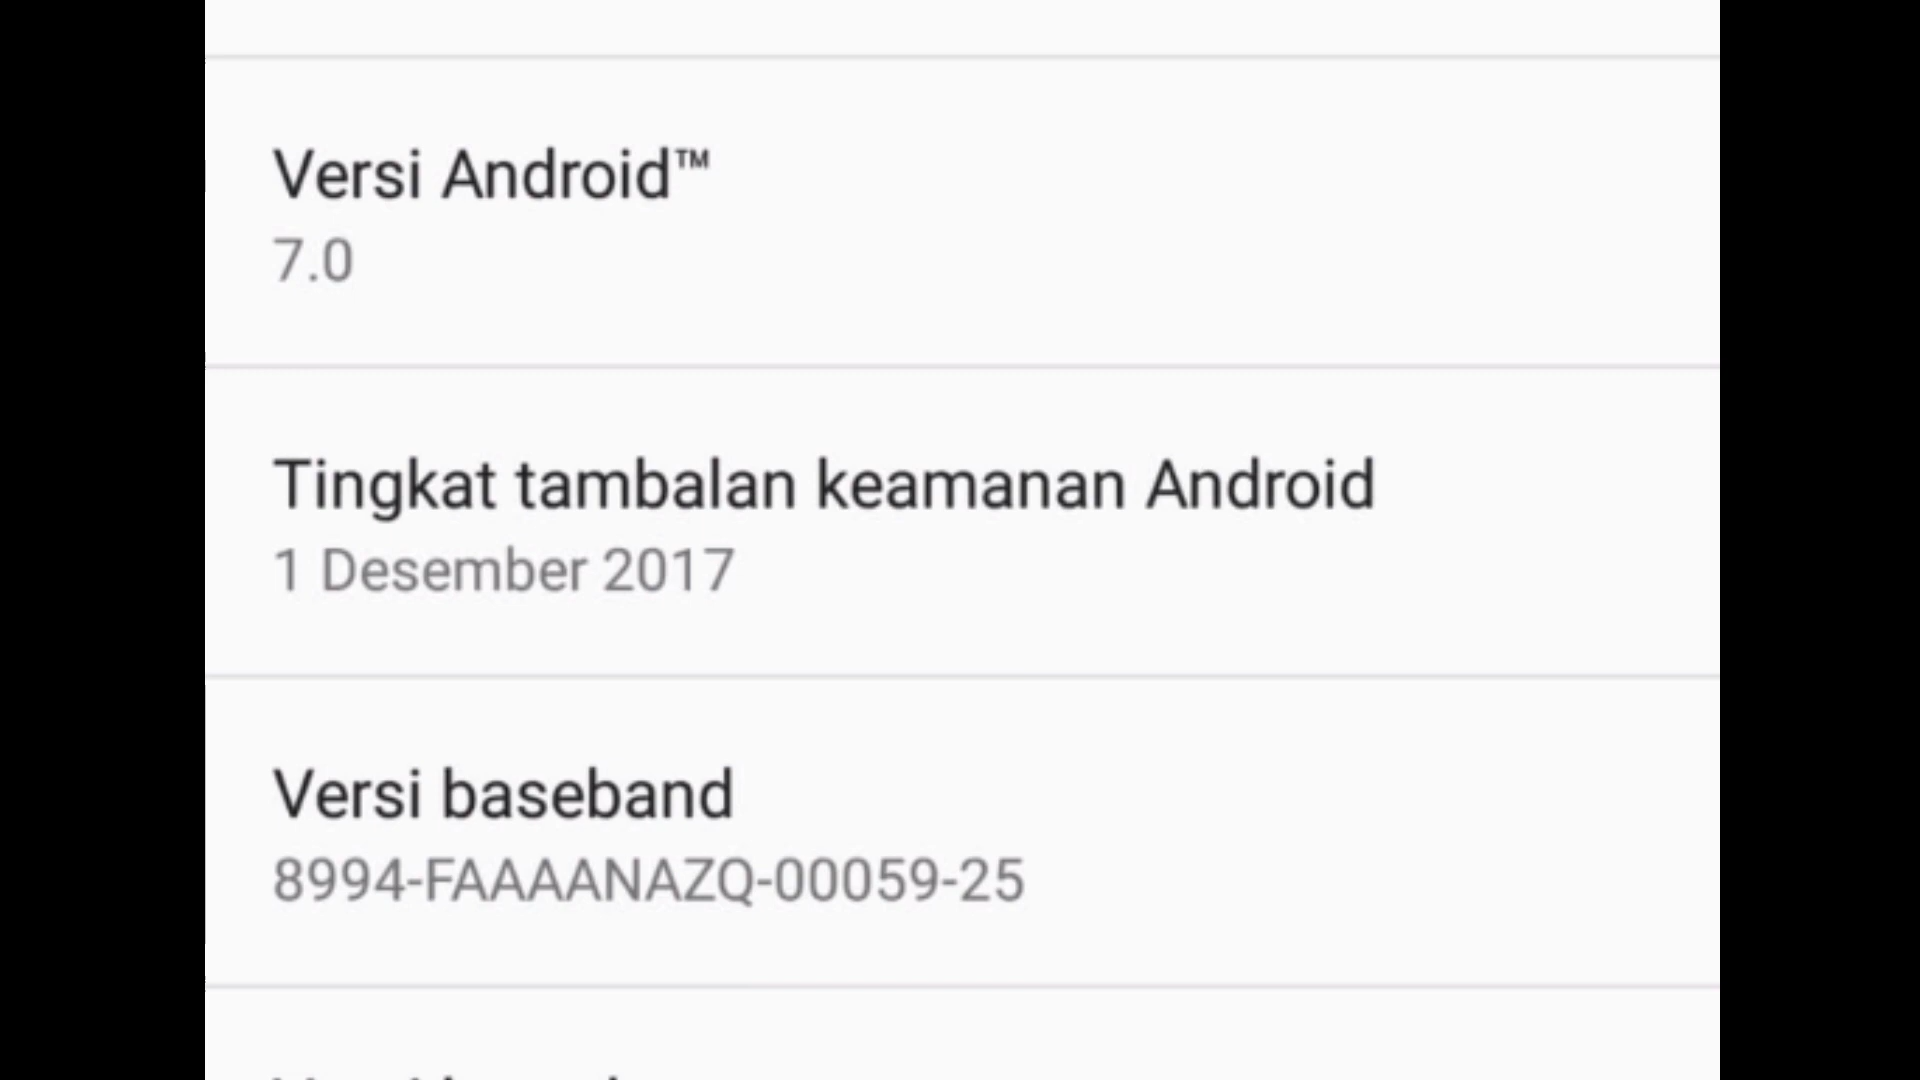 Versi Android™
7.0
Tingkat tambalan keamanan Android
1 Desember 2017
Versi baseband
8994-FAAAANAZQ-00059-25